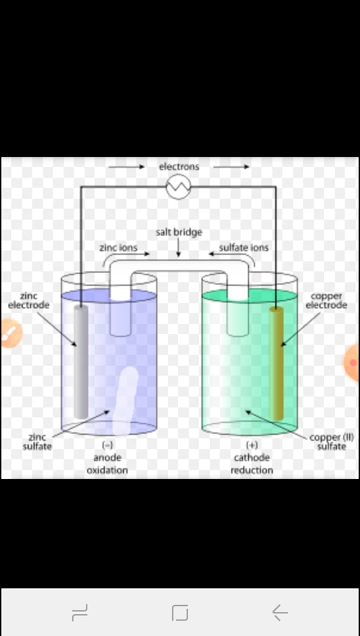 electrons
salt bridge
zinc ions
sulfate ions
zinc
electrode
copper
electrode
zinc
sulfate
(–)
anode
oxidation
(+)
cathode
reduction
copper (II)
sulfate